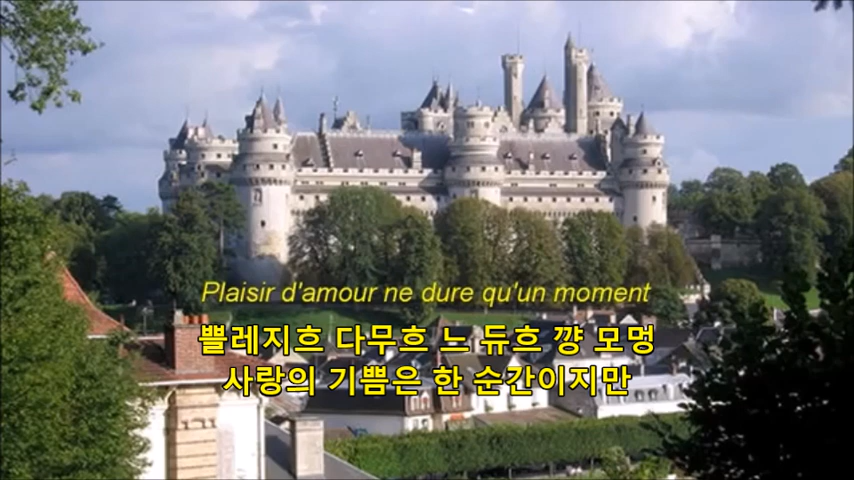 Plaisir d'amour ne dure qu'un moment
쁠레지흐 다무흐 느 듀흐 꺙 모멍
사랑의 기쁨은 한 순간이지만